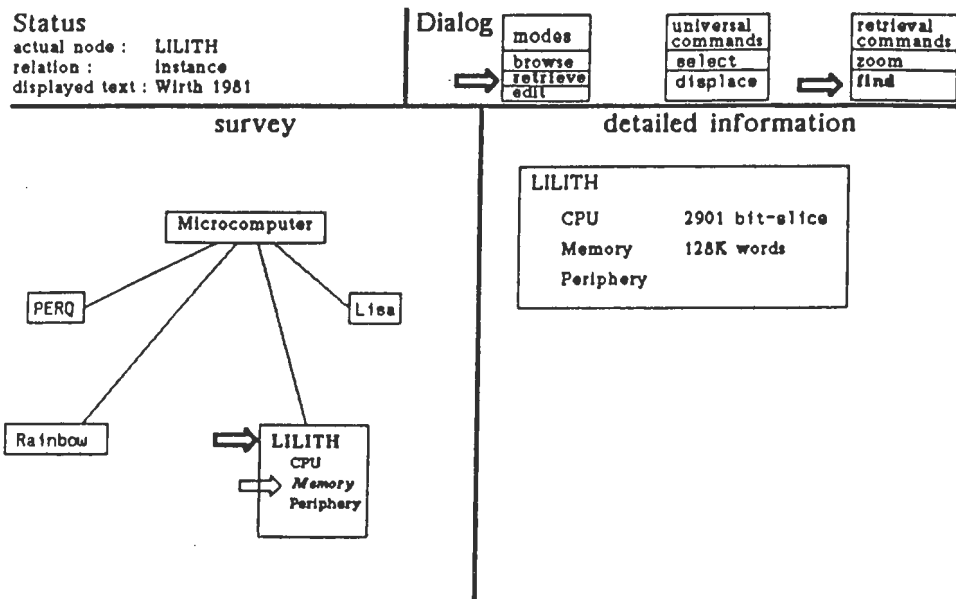 Status
actual node : LILITH
relation : instance
displayed text : Wirth 1981
Dialog
modes
browse
retrieve
edit
universal
commands
select
displace
retrieval
commands
zoom
find
survey
Microcomputer
PERQ
Lisa
Rainbow
LILITH
CPU
Memory
Periphery
detailed information
LILITH
CPU 2901 bit-slice
Memory 128K words
Periphery